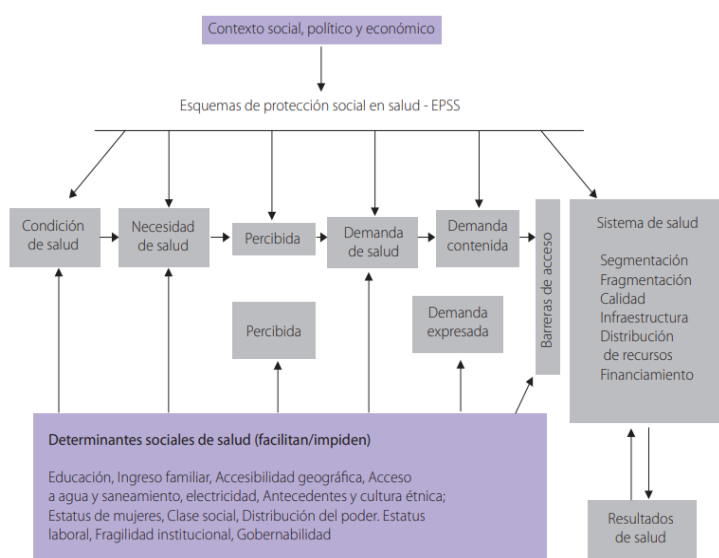 Contexto social, político y económico
Esquemas de protección social en salud - EPSS
Condición
de salud
Necesidad
de salud
Percibida
Demanda
de salud
Demanda
contenida
Barreras de acceso
Sistema de salud
Segmentación
Fragmentación
Calidad
Infraestructura
Distribución
de recursos
Financiamiento
Percibida
Demanda
expresada
Determinantes sociales de salud (facilitan/impiden)
Educación, Ingreso familiar, Accesibilidad geográfica, Acceso
a agua y saneamiento, electricidad, Antecedentes y cultura étnica;
Estatus de mujeres, Clase social, Distribución del poder. Estatus
laboral, Fragilidad institucional, Gobernabilidad
Resultados
de salud